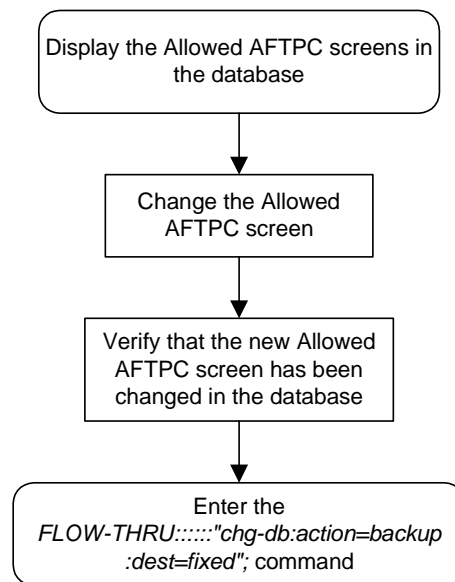 Display the Allowed AFTPC screens in
the database
Change the Allowed
AFTPC screen
Verify that the new Allowed
AFTPC screen has been
changed in the database
Enter the
FLOW-THRU::::::"chg-db:action=backup
:dest=fixed"; command